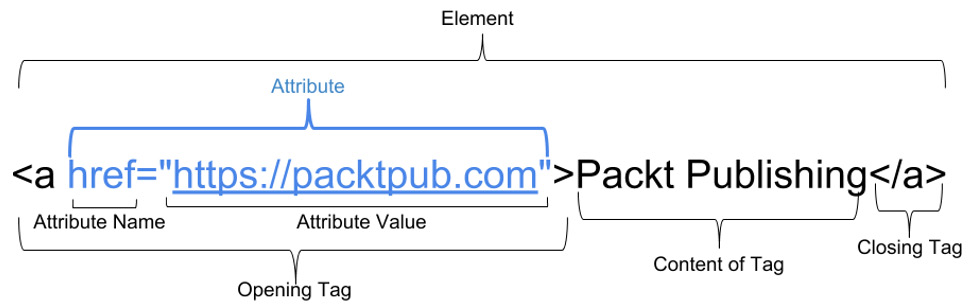 Element
Attribute
<a href="https://packtpub.com">Packt Publishing</a>
Attribute Name
Attribute Value
Closing Tag
Content of Tag
Opening Tag